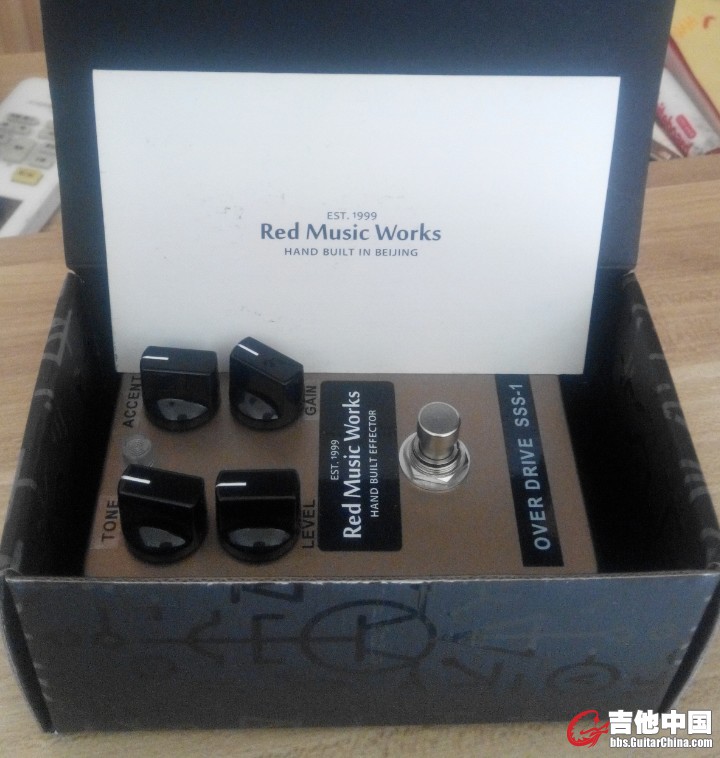 EST. 1999
Red Music Works
HAND BUILT IN BEIJING
ACCENT
GAIN
TONE
LEVEL
EST. 1999
Red Music Works
HAND BUILT EFFECTOR
OVER DRIVE SSS-1
吉他中国
bbs.GuitarChina.com